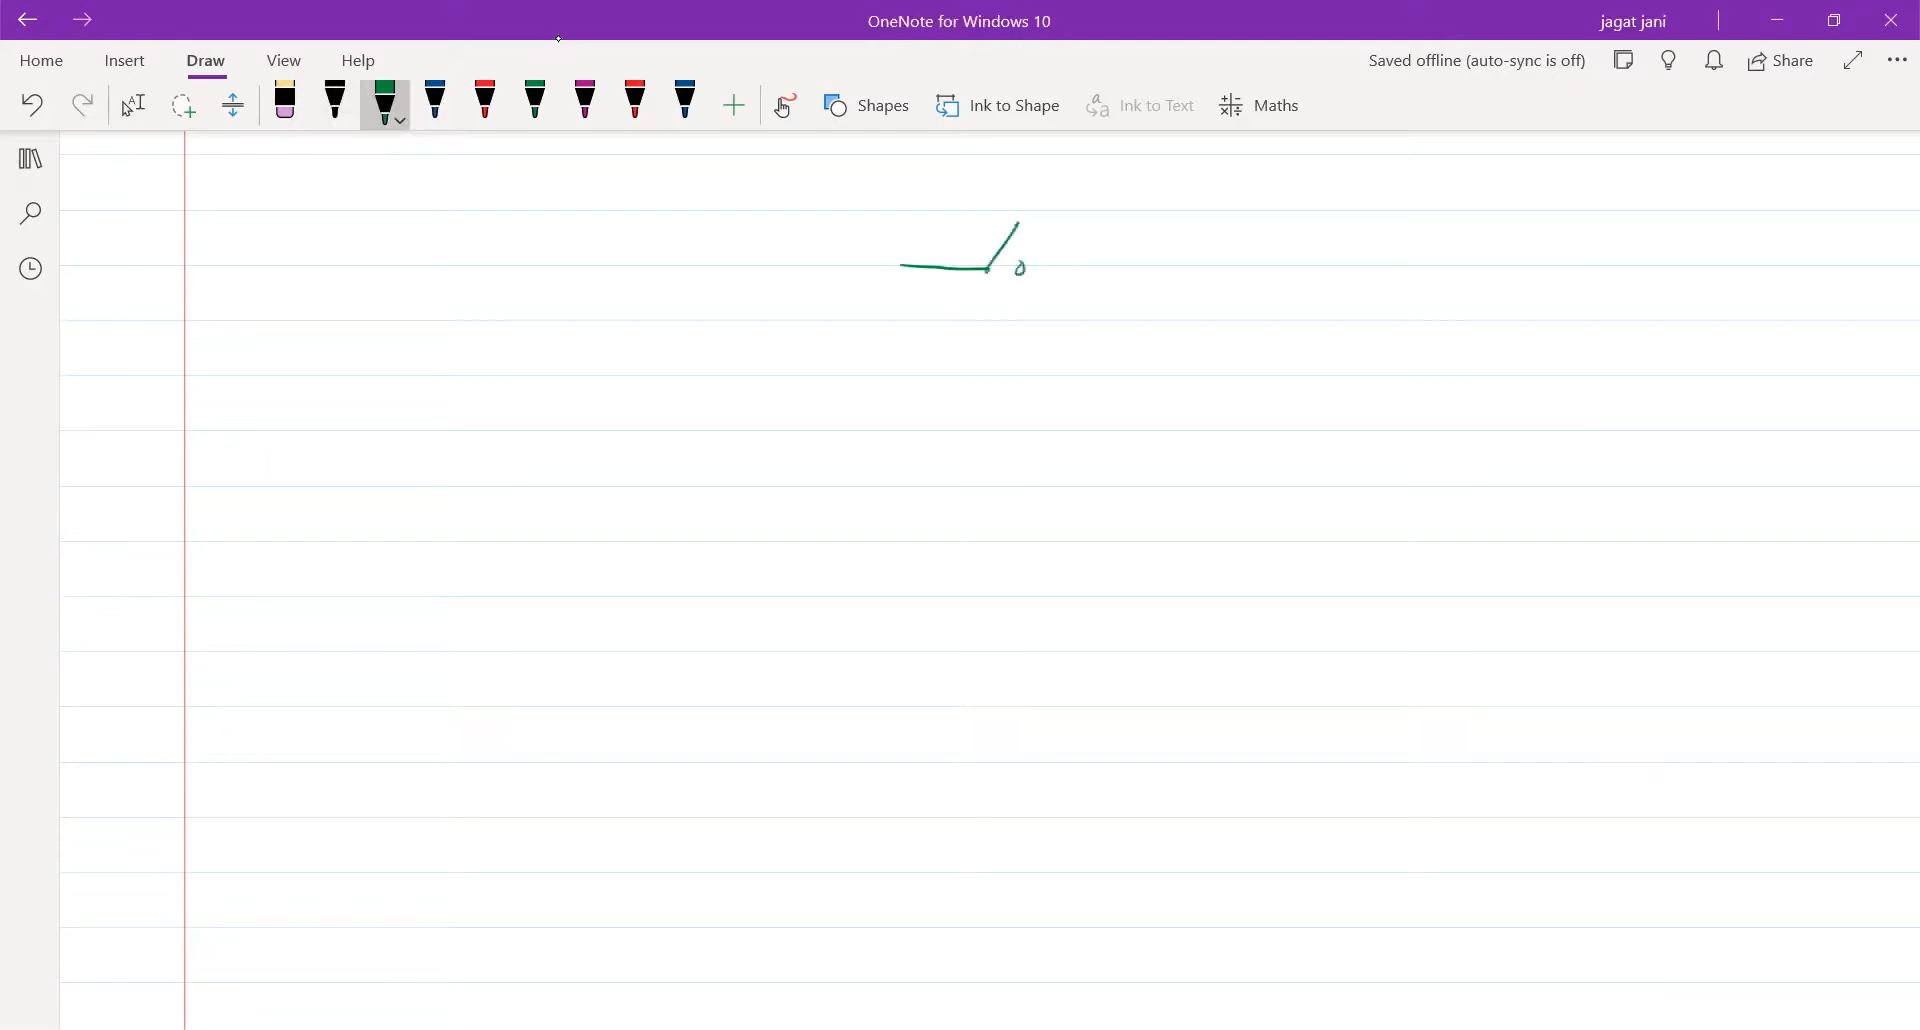 OneNote for Windows 10
jagat jani
Home Insert Draw View Help
Saved offline (auto-sync is off) Share
Shapes Ink to Shape Ink to Text Maths
o